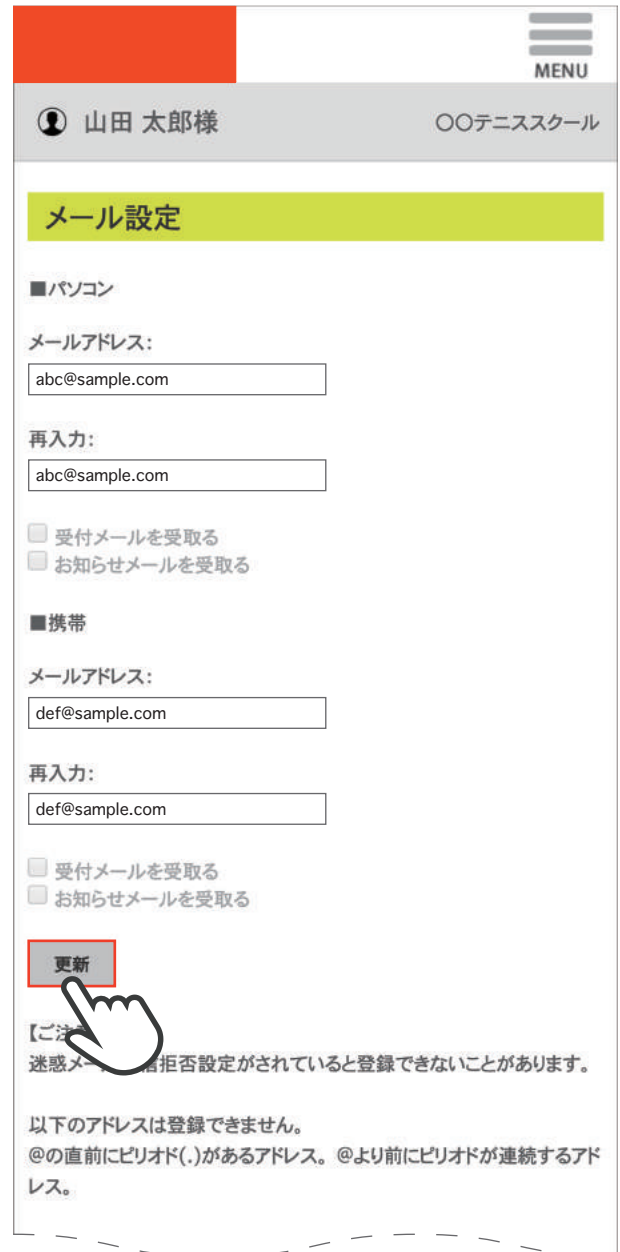 MENU
山田 太郎様
〇〇テニススクール
メール設定
■パソコン
メールアドレス:
abc@sample.com
再入力:
abc@sample.com
受付メールを受取る
お知らせメールを受取る
■携帯
メールアドレス:
def@sample.com
再入力:
def@sample.com
受付メールを受取る
お知らせメールを受取る
更新
【ご注
迷惑メー 拒否設定がされていると登録できないことがあります。
以下のアドレスは登録できません。
@の直前にピリオド(.)があるアドレス。@より前にピリオドが連続するアド
レス。